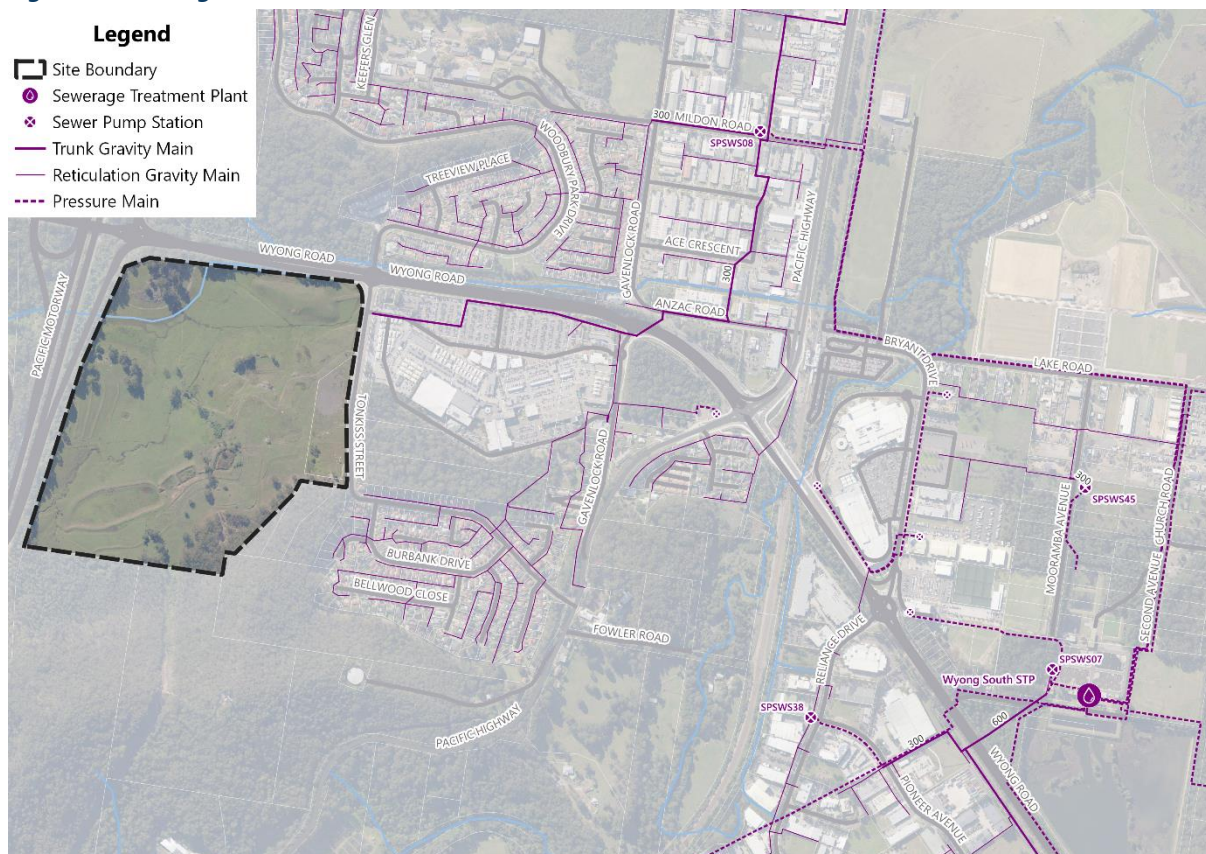 Legend
Site Boundary
Sewerage Treatment Plant
Sewer Pump Station
Trunk Gravity Main
Reticulation Gravity Main
Pressure Main
KEEFERS GLEN
300
MILDON ROAD
SPSWS08
WOODBURY PARK DRIVE
TREEVIEW PLACE
GAVENLOCK ROAD
ACE CRESCENT
PACIFIC HIGHWAY
300
WYONG ROAD
WYONG ROAD
ANZAC ROAD
PACIFIC MOTORWAY
BRYANT DRIVE
LAKE ROAD
TONKISS STREET
GAVENLOCK ROAD
300
SPSWS45
MOORAMBA AVENUE
SECOND AVENUE
CHURCH ROAD
BURBANK DRIVE
BELLWOOD CLOSE
FOWLER ROAD
RELIANCE DRIVE
SPSWS07
Wyong South STP
SPSWS38
PACIFIC HIGHWAY
300
600
WYONG ROAD
PIONEER AVENUE